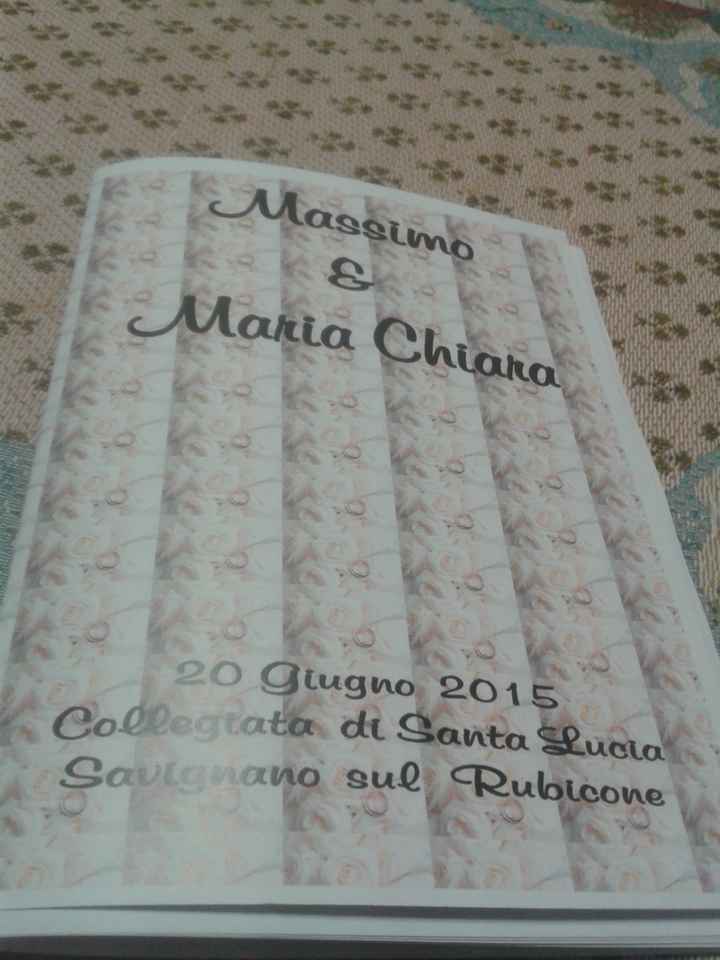 Massimo
&
Maria Chiara
20 Giugno 2015
Collegiata di Santa Lucia
Savignano sul Rubicone